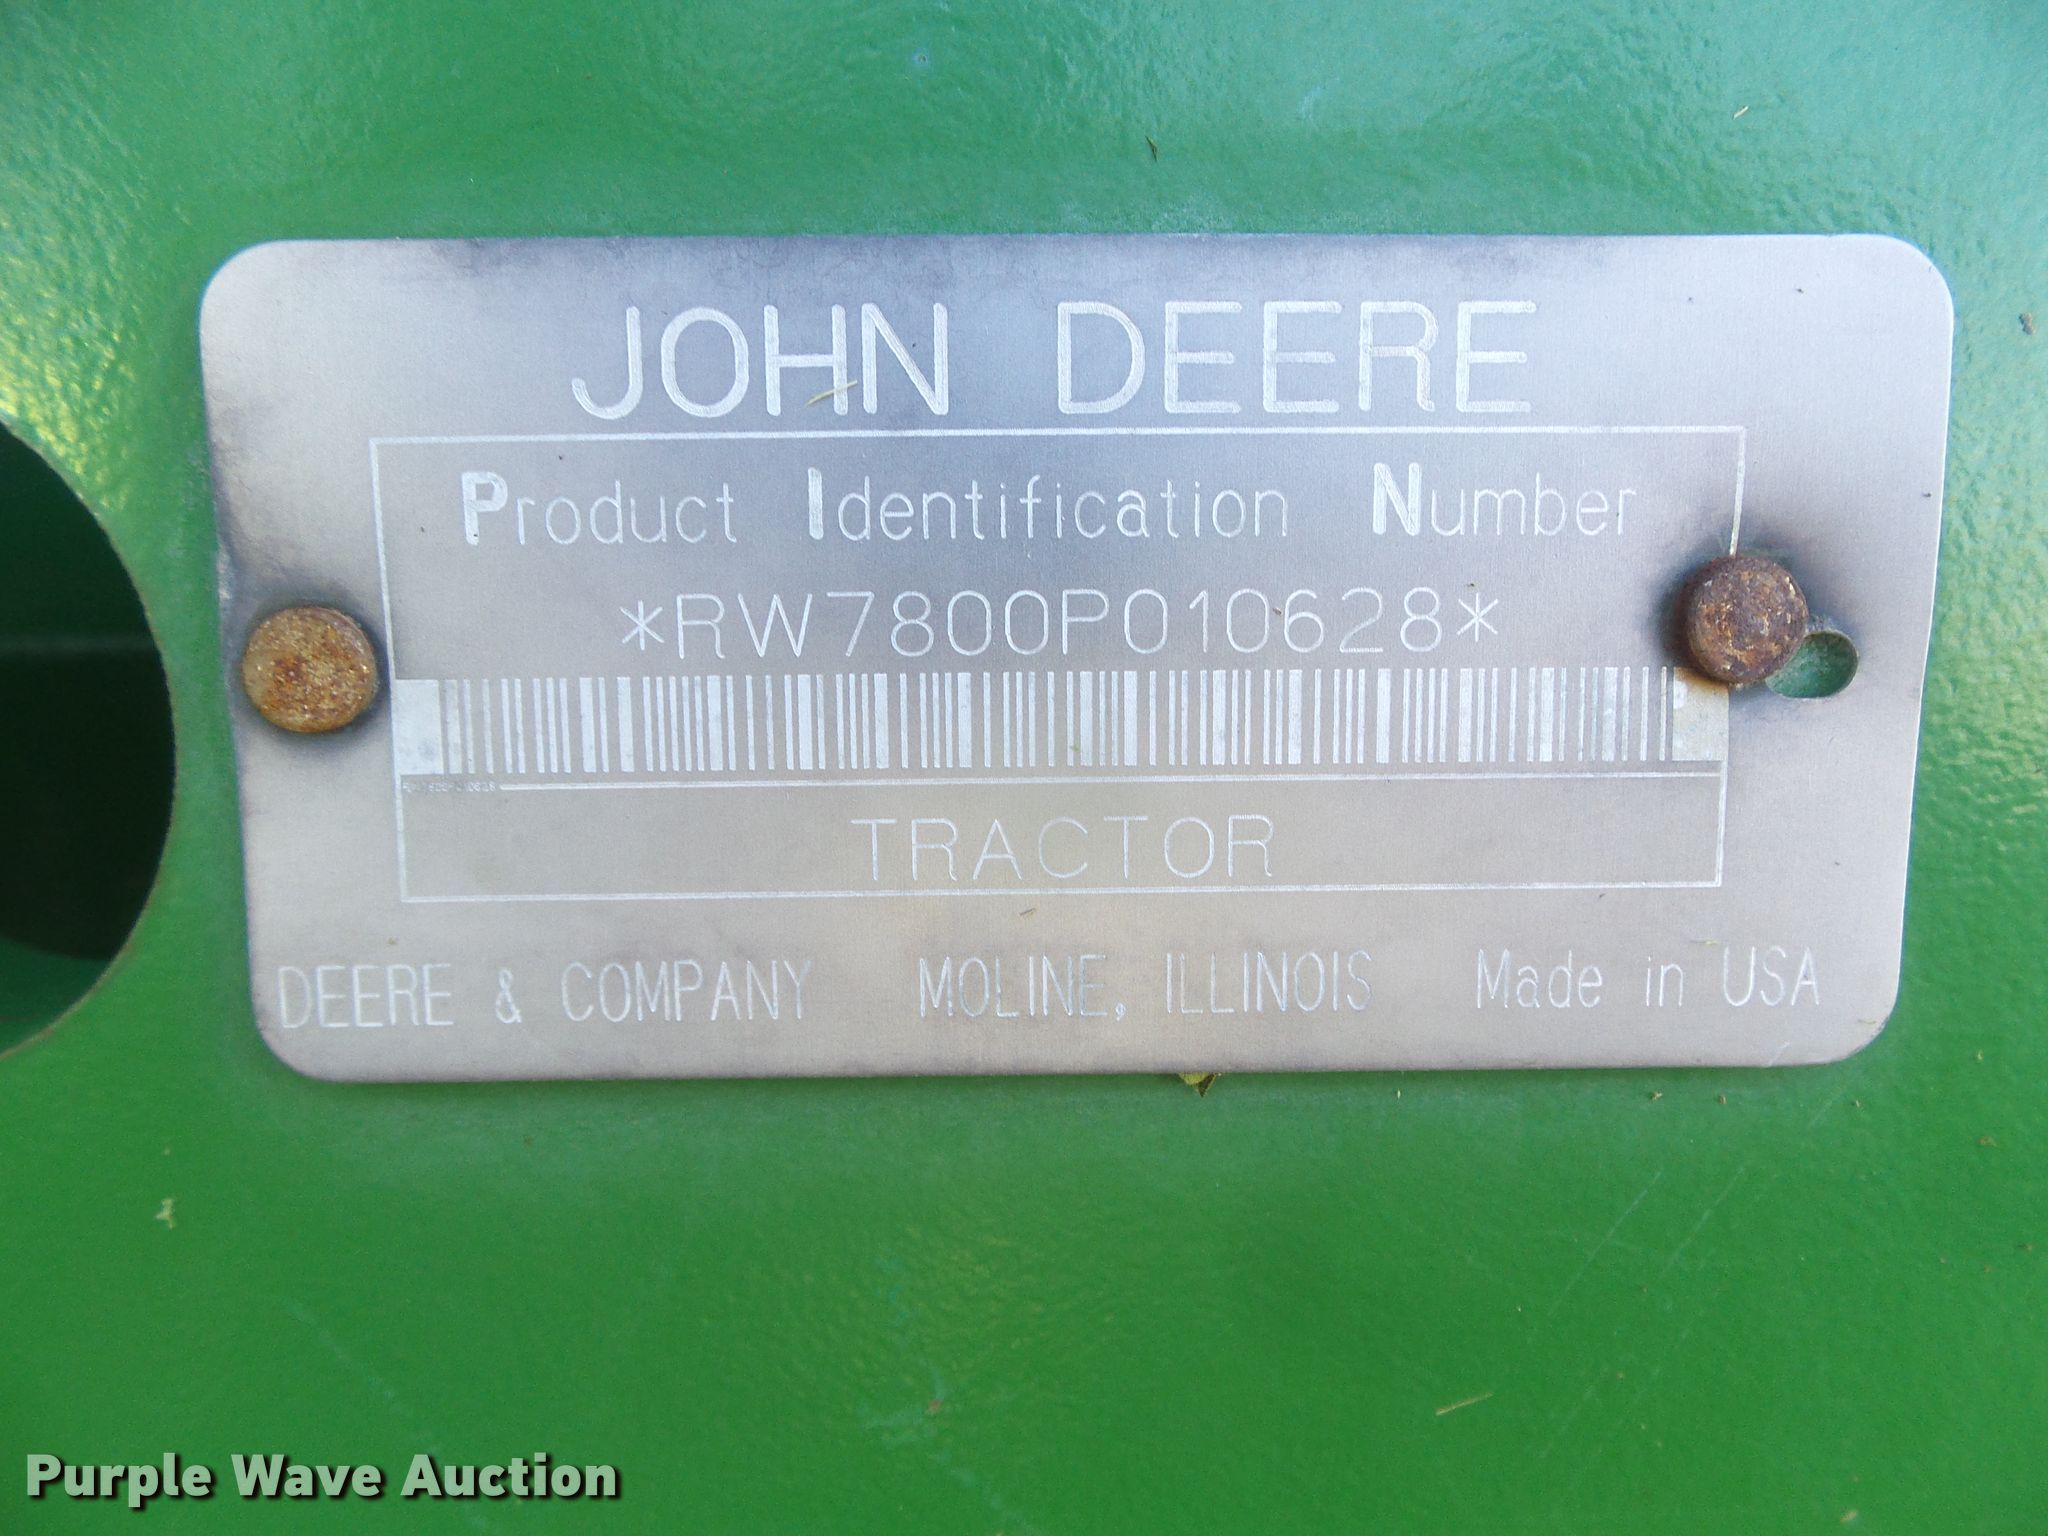 JOHN DEERE
Product Identification Number
*RW7800P010628*
TRACTOR
DEERE & COMPANY MOLINE, ILLINOIS Made in USA
Purple Wave Auction